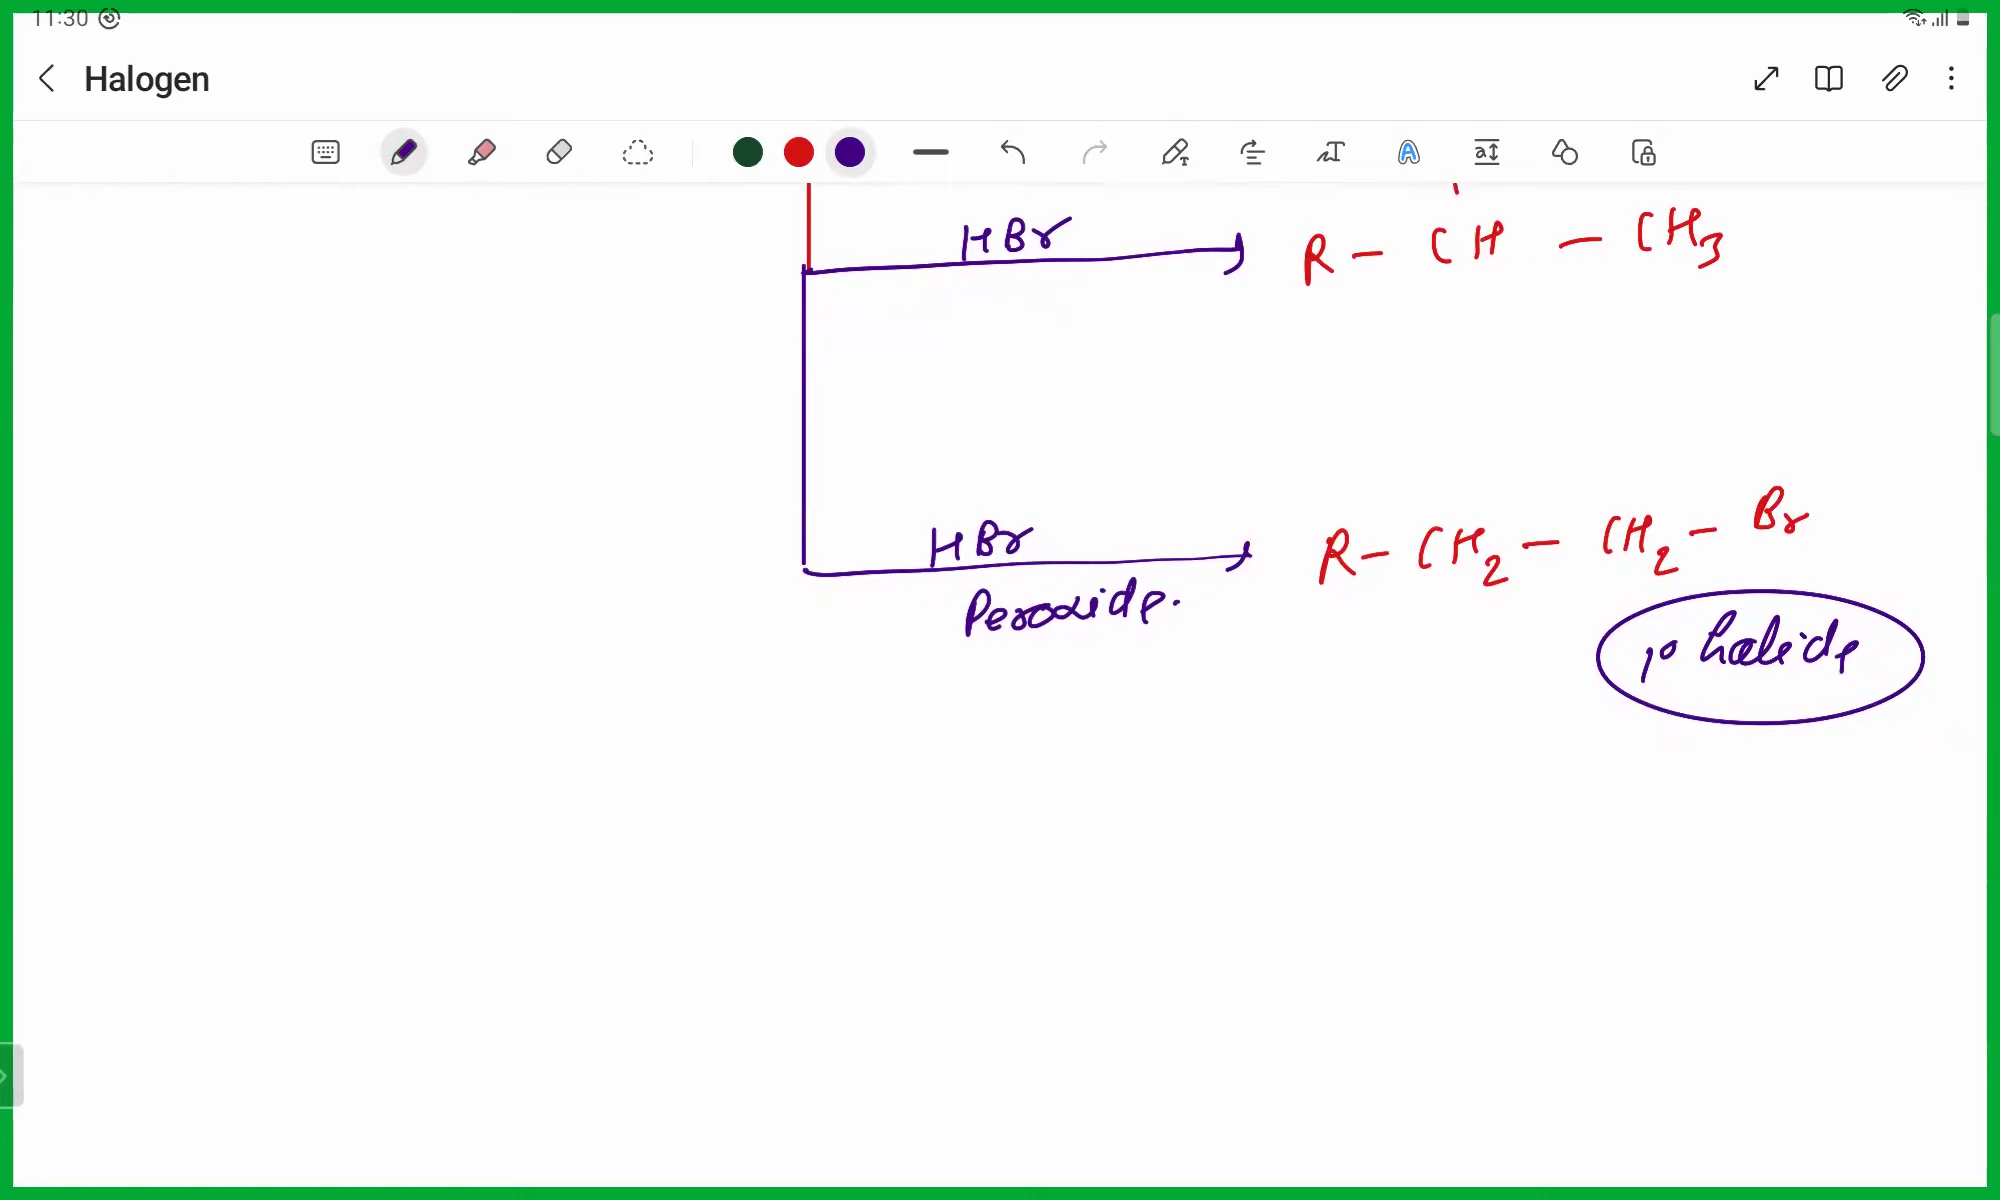 11:30
Halogen
HBr R - CH - CH3
HBr R - CH2 - CH2 - Br
Peroxide.
1° halide